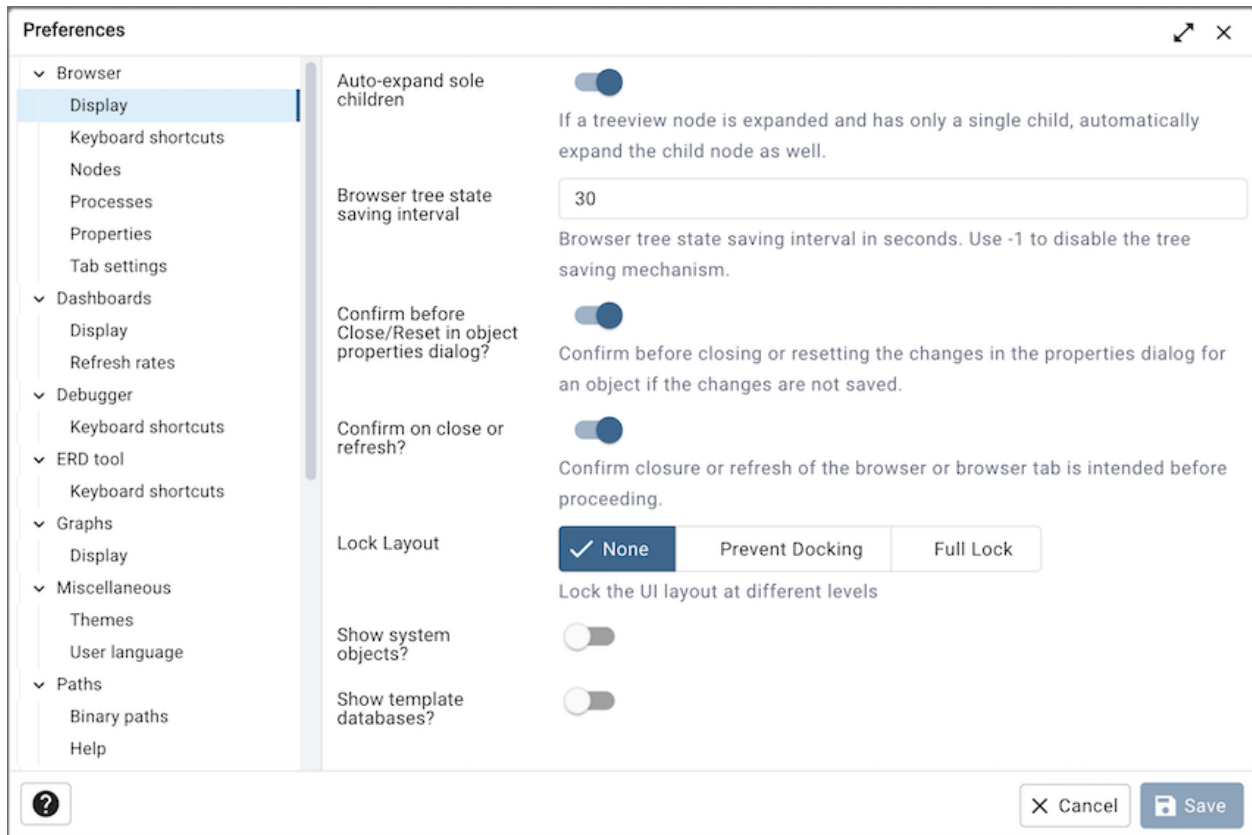 Preferences
Browser
Display
Keyboard shortcuts
Nodes
Processes
Properties
Tab settings
Dashboards
Display
Refresh rates
Debugger
Keyboard shortcuts
ERD tool
Keyboard shortcuts
Graphs
Display
Miscellaneous
Themes
User language
Paths
Binary paths
Help
Auto-expand sole
children
If a treeview node is expanded and has only a single child, automatically
expand the child node as well.
Browser tree state
saving interval
30
Browser tree state saving interval in seconds. Use -1 to disable the tree
saving mechanism.
Confirm before
Close/Reset in object
properties dialog?
Confirm before closing or resetting the changes in the properties dialog for
an object if the changes are not saved.
Confirm on close or
refresh?
Confirm closure or refresh of the browser or browser tab is intended before
proceeding.
Lock Layout
None
Prevent Docking
Full Lock
Lock the UI layout at different levels
Show system
objects?
Show template
databases?
?
Cancel
Save